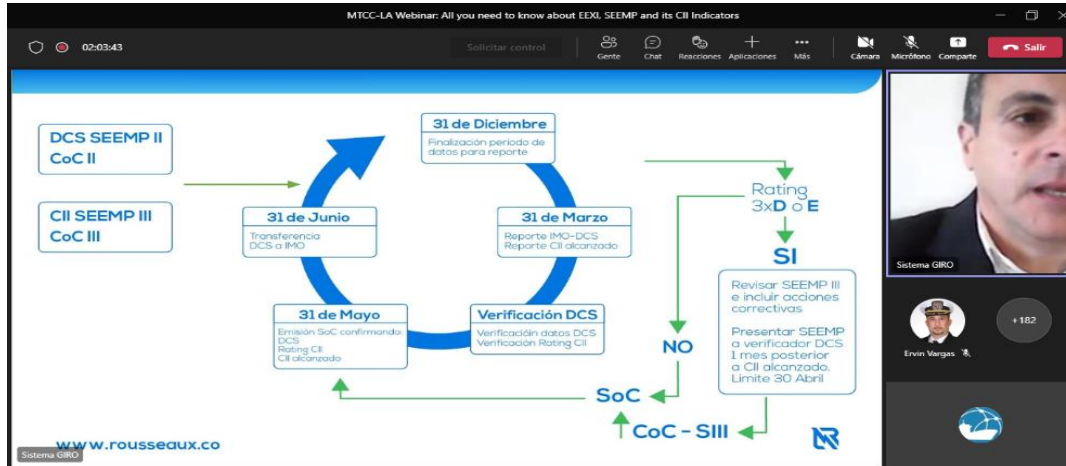 MTCC-LA Webinar: All you need to know about EEXI, SEEMP and its CII Indicators
02:03:43
Solicitar control
Gente
Chat
Reacciones
Aplicaciones
Más
Cámara
Micrófono
Comparte
Salir
DCS SEEMP II
CoC II
CII SEEMP III
CoC III
31 de Diciembre
Finalización periodo de
datos para reporte
31 de Marzo
Reporte IMO-DCS
Reporte CII alcanzado
Verificación DCS
Verificación datos DCS
Verificación Rating CII
31 de Mayo
Emisión SoC confirmando:
DCS
Rating CII
CII alcanzado
31 de Junio
Transferencia
DCS a IMO
Rating
3xD o E
SI
Revisar SEEMP III
e incluir acciones
correctivas
Presentar SEEMP
a verificador DCS
1 mes posterior
a CII alcanzado.
Limite 30 Abril
NO
SoC
CoC - SIII
www.rousseaux.co
Sistema GIRO
Sistema GIRO
Ervin Vargas
+182